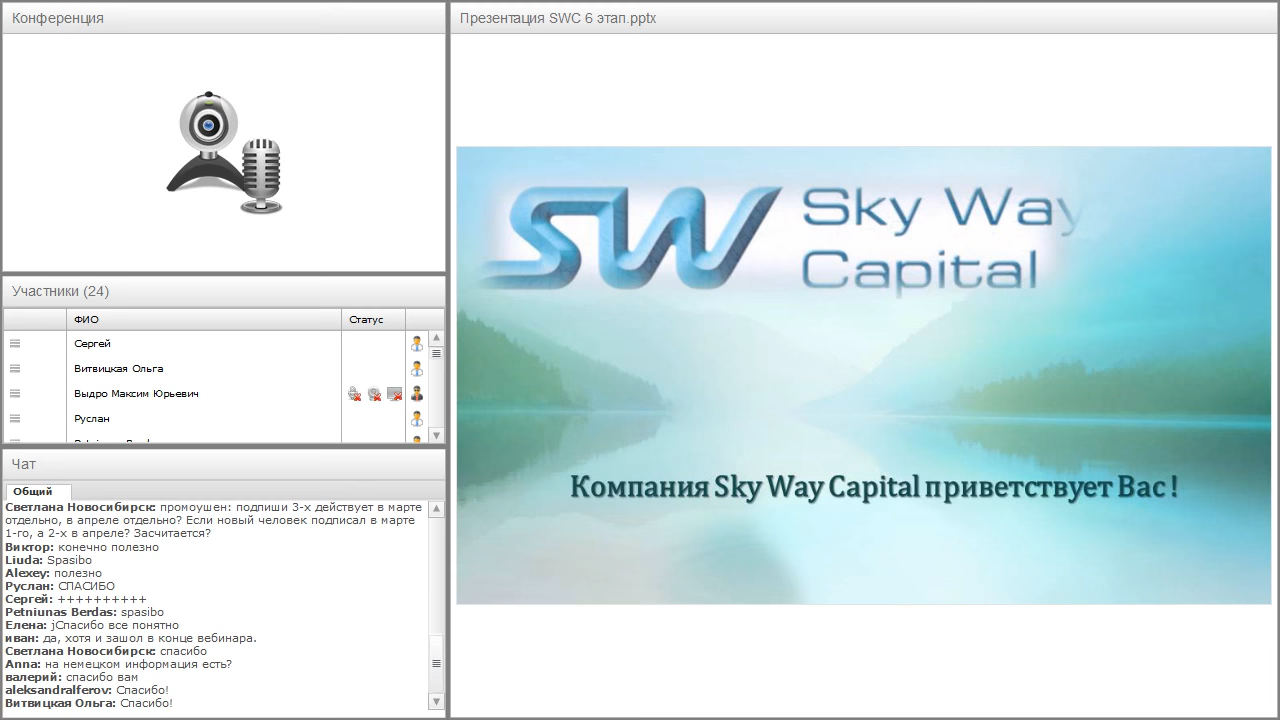 Конференция
Участники (24)
ФИО Статус
Сергей
Витвицкая Ольга
Выдро Максим Юрьевич
Руслан
Чат
Общий
Светлана Новосибирск: промоушен: подпиши 3-х действует в марте
отдельно, в апреле отдельно? Если новый человек подписал в марте
1-го, а 2-х в апреле? Засчитается?
Виктор: конечно полезно
Liuda: Spasibo
Alexey: полезно
Руслан: СПАСИБО
Сергей: ++++++++++
Petniunas Berdas: spasibo
Елена: jСпасибо все понятно
иван: да, хотя и зашол в конце вебинара.
Светлана Новосибирск: спасибо
Anna: на немецком информация есть?
валерий: спасибо вам
aleksandralferov: Спасибо!
Витвицкая Ольга: Спасибо!
Презентация SWC 6 этап.pptx
SW Sky Way
Capital
Компания Sky Way Capital приветствует Вас !